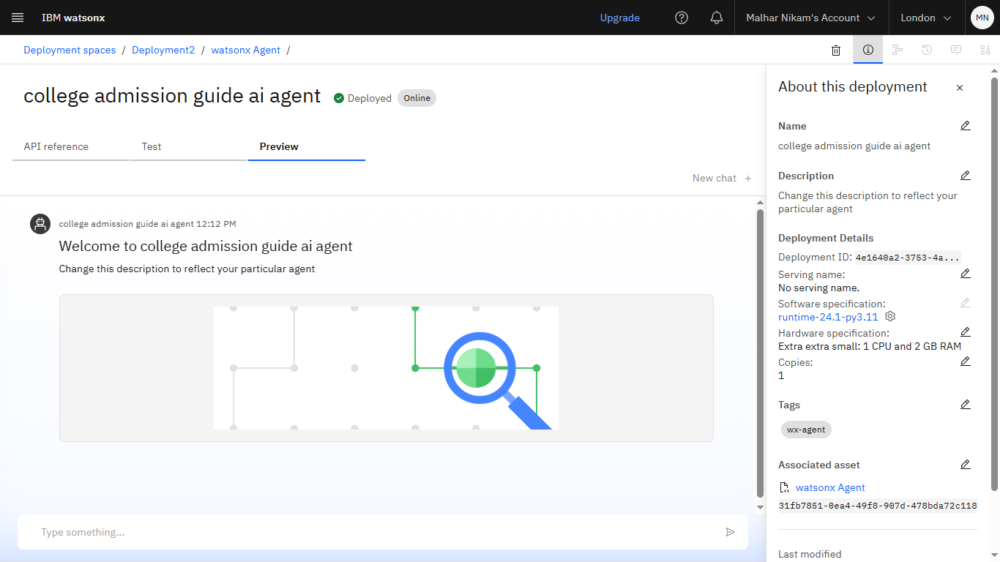 IBM watsonx
Upgrade
Malhar Nikam's Account
London
MN
Deployment spaces / Deployment2 / watsonx Agent /
college admission guide ai agent
Deployed
Online
API reference
Test
Preview
New chat +
college admission guide ai agent 12:12 PM
Welcome to college admission guide ai agent
Change this description to reflect your particular agent
Type something...
About this deployment
Name
college admission guide ai agent
Description
Change this description to reflect your
particular agent
Deployment Details
Deployment ID: 4e1640a2-3753-4a...
Serving name:
No serving name.
Software specification:
runtime-24.1-py3.11
Hardware specification:
Extra extra small: 1 CPU and 2 GB RAM
Copies:
1
Tags
wx-agent
Associated asset
watsonx Agent
31fb7851-0ea4-49f8-907d-478bda72c118
Last modified